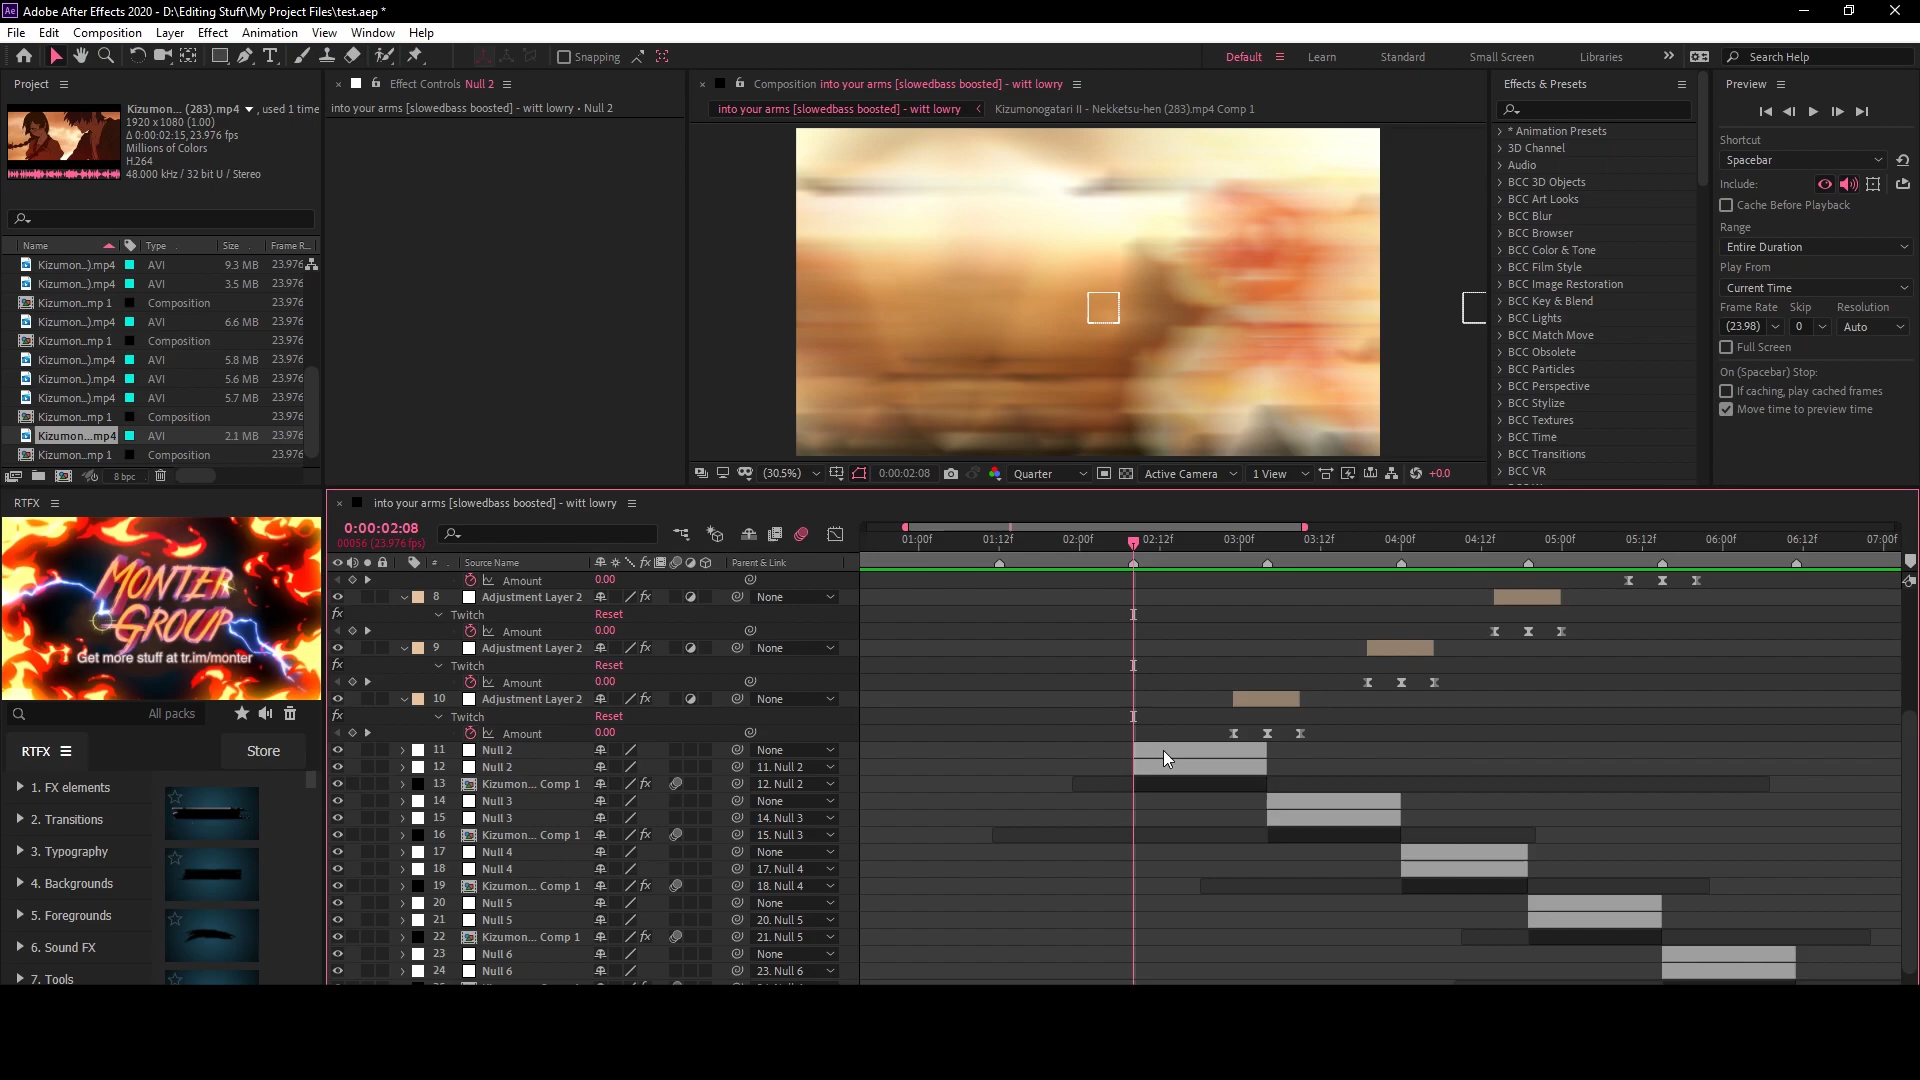 Adobe After Effects 2020 - D:\Editing Stuff\My Project Files\test.aep *
File Edit Composition Layer Effect Animation View Window Help
Snapping
Default Learn Standard Small Screen Libraries Search Help
Project
Kizumon... (283).mp4 , used 1 time
1920 x 1080 (1.00)
Δ 0:00:02:15, 23.976 fps
Millions of Colors
H.264
48.000 kHz / 32 bit U / Stereo
Name Type Size Frame R...
Kizumon...).mp4 AVI 9.3 MB 23.976
Kizumon...).mp4 AVI 3.5 MB 23.976
Kizumon...mp 1 Composition 23.976
Kizumon...).mp4 AVI 6.6 MB 23.976
Kizumon...mp 1 Composition 23.976
Kizumon...).mp4 AVI 5.8 MB 23.976
Kizumon...).mp4 AVI 5.6 MB 23.976
Kizumon...).mp4 AVI 5.7 MB 23.976
Kizumon...mp 1 Composition 23.976
Kizumon...mp4 AVI 2.1 MB 23.976
Kizumon...mp 1 Composition 23.976
8 bpc
Effect Controls Null 2
into your arms [slowedbass boosted] - witt lowry • Null 2
Composition into your arms [slowedbass boosted] - witt lowry
into your arms [slowedbass boosted] - witt lowry Kizumonogatari II - Nekketsu-hen (283).mp4 Comp 1
(30.5%) 0:00:02:08 Quarter Active Camera 1 View +0.0
Effects & Presets
* Animation Presets
3D Channel
Audio
BCC 3D Objects
BCC Art Looks
BCC Blur
BCC Browser
BCC Color & Tone
BCC Film Style
BCC Image Restoration
BCC Key & Blend
BCC Lights
BCC Match Move
BCC Obsolete
BCC Particles
BCC Perspective
BCC Stylize
BCC Textures
BCC Time
BCC Transitions
BCC VR
Preview
Shortcut
Spacebar
Include:
Cache Before Playback
Range
Entire Duration
Play From
Current Time
Frame Rate Skip Resolution
(23.98) 0 Auto
Full Screen
On (Spacebar) Stop:
If caching, play cached frames
Move time to preview time
RTFX
MONTER
GROUP
Get more stuff at tr.im/monter
All packs
RTFX Store
1. FX elements
2. Transitions
3. Typography
4. Backgrounds
5. Foregrounds
6. Sound FX
7. Tools
into your arms [slowedbass boosted] - witt lowry
0:00:02:08
00056 (23.976 fps)
01:00f 01:12f 02:00f 02:12f 03:00f 03:12f 04:00f 04:12f 05:00f 05:12f 06:00f 06:12f 07:00f
# Source Name Parent & Link
Amount 0.00
8 Adjustment Layer 2 None
Twitch Reset
Amount 0.00
9 Adjustment Layer 2 None
Twitch Reset
Amount 0.00
10 Adjustment Layer 2 None
Twitch Reset
Amount 0.00
11 Null 2 None
12 Null 2 11. Null 2
13 Kizumon... Comp 1 12. Null 2
14 Null 3 None
15 Null 3 14. Null 3
16 Kizumon... Comp 1 15. Null 3
17 Null 4 None
18 Null 4 17. Null 4
19 Kizumon... Comp 1 18. Null 4
20 Null 5 None
21 Null 5 20. Null 5
22 Kizumon... Comp 1 21. Null 5
23 Null 6 None
24 Null 6 23. Null 6